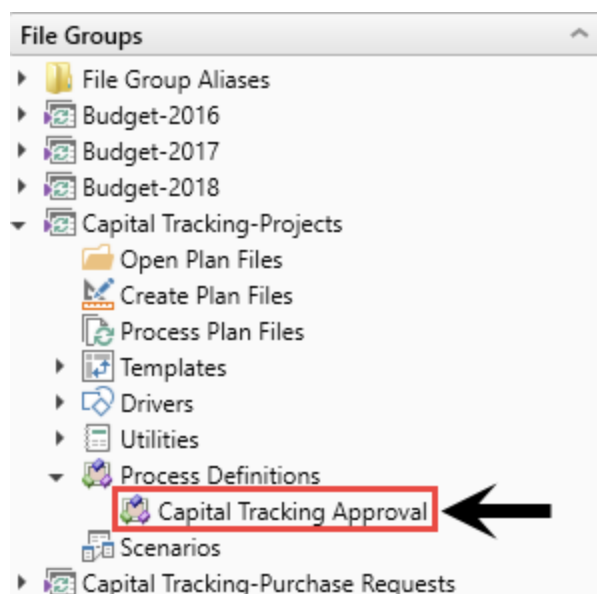 File Groups
File Group Aliases
Budget-2016
Budget-2017
Budget-2018
Capital Tracking-Projects
Open Plan Files
Create Plan Files
Process Plan Files
Templates
Drivers
Utilities
Process Definitions
Capital Tracking Approval
Scenarios
Capital Tracking-Purchase Requests